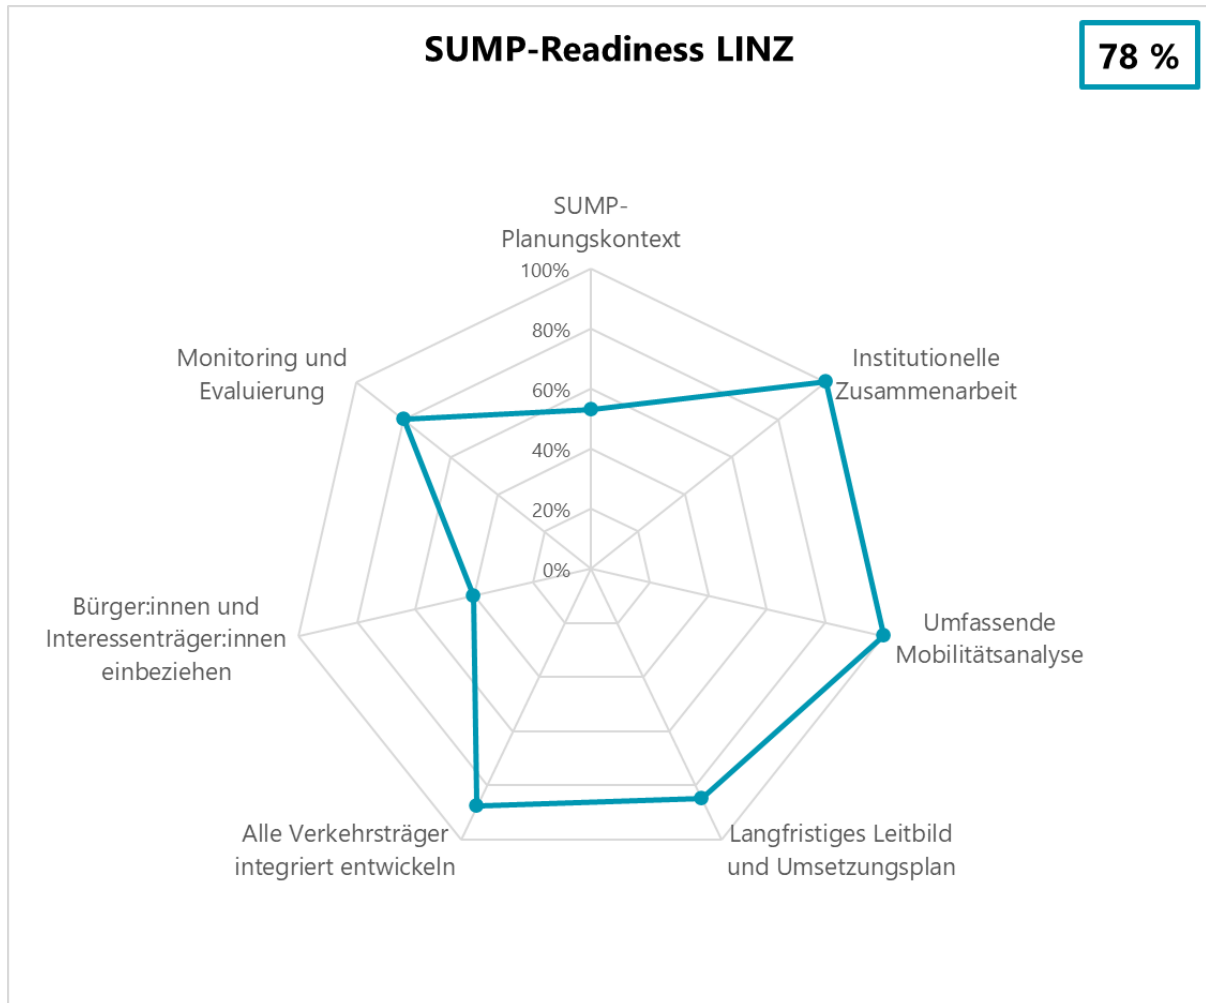 SUMP-Readiness LINZ
78 %
SUMP-
Planungskontext
100%
80%
60%
40%
20%
0%
Institutionelle
Zusammenarbeit
Umfassende
Mobilitätsanalyse
Langfristiges Leitbild
und Umsetzungsplan
Alle Verkehrsträger
integriert entwickeln
Bürger:innen und
Interessenträger:innen
einbeziehen
Monitoring und
Evaluierung